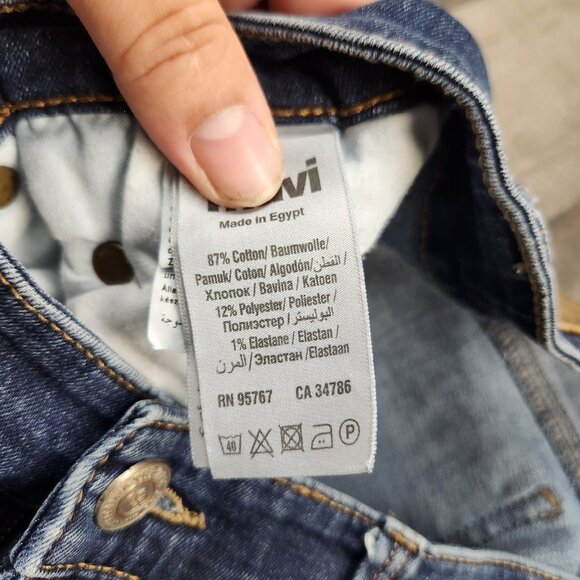 Made in Egypt
87% Cotton/ Baumwolle/
Pamuk/ Coton/ Algodón/القطن/
Хлопок / Bavina / Katoen
12% Polyester/ Poliester/
Полиэстер / البوليستر/
1% Elastane/ Elastan/
المرن/ Эластан /Elastaan
RN 95767 CA 34786
40 P